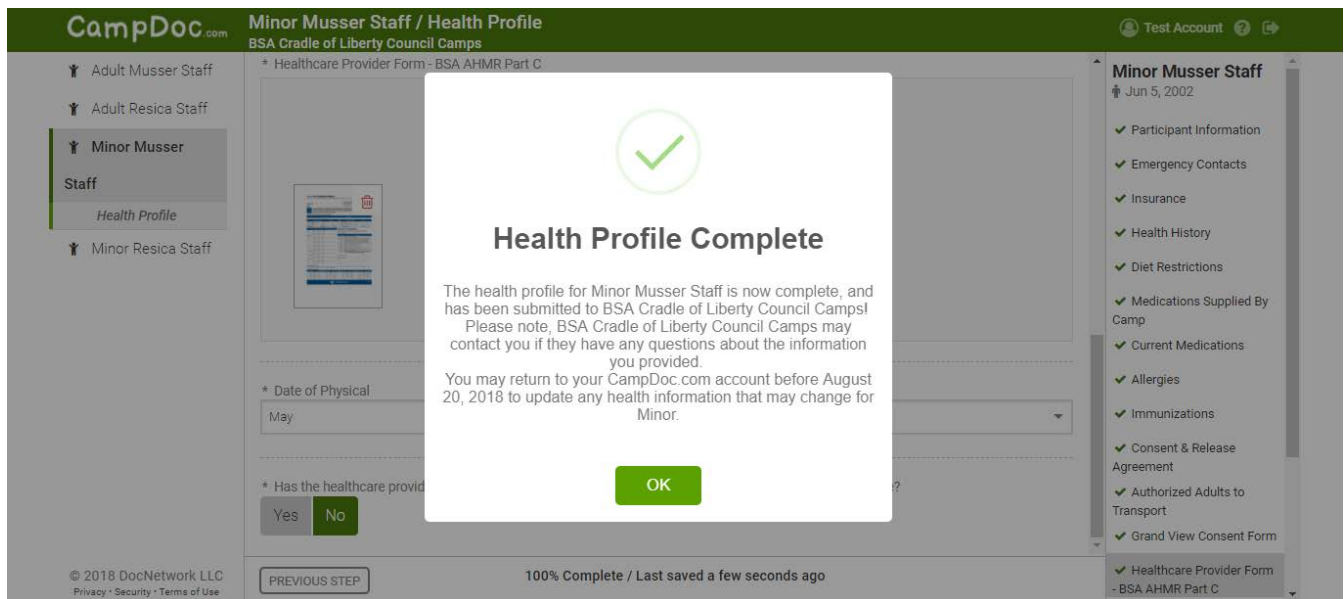 CampDoc.com
Minor Musser Staff / Health Profile
BSA Cradle of Liberty Council Camps
Test Account
Adult Musser Staff
Adult Resica Staff
Minor Musser
Staff
Health Profile
Minor Resica Staff
© 2018 DocNetwork LLC
Privacy • Security • Terms of Use
* Healthcare Provider Form - BSA AHMR Part C
* Date of Physical
May
* Has the healthcare provid
?
Yes No
PREVIOUS STEP
100% Complete / Last saved a few seconds ago
Health Profile Complete
The health profile for Minor Musser Staff is now complete, and
has been submitted to BSA Cradle of Liberty Council Camps!
Please note, BSA Cradle of Liberty Council Camps may
contact you if they have any questions about the information
you provided.
You may return to your CampDoc.com account before August
20, 2018 to update any health information that may change for
Minor.
OK
Minor Musser Staff
Jun 5, 2002
Participant Information
Emergency Contacts
Insurance
Health History
Diet Restrictions
Medications Supplied By
Camp
Current Medications
Allergies
Immunizations
Consent & Release
Agreement
Authorized Adults to
Transport
Grand View Consent Form
Healthcare Provider Form
- BSA AHMR Part C